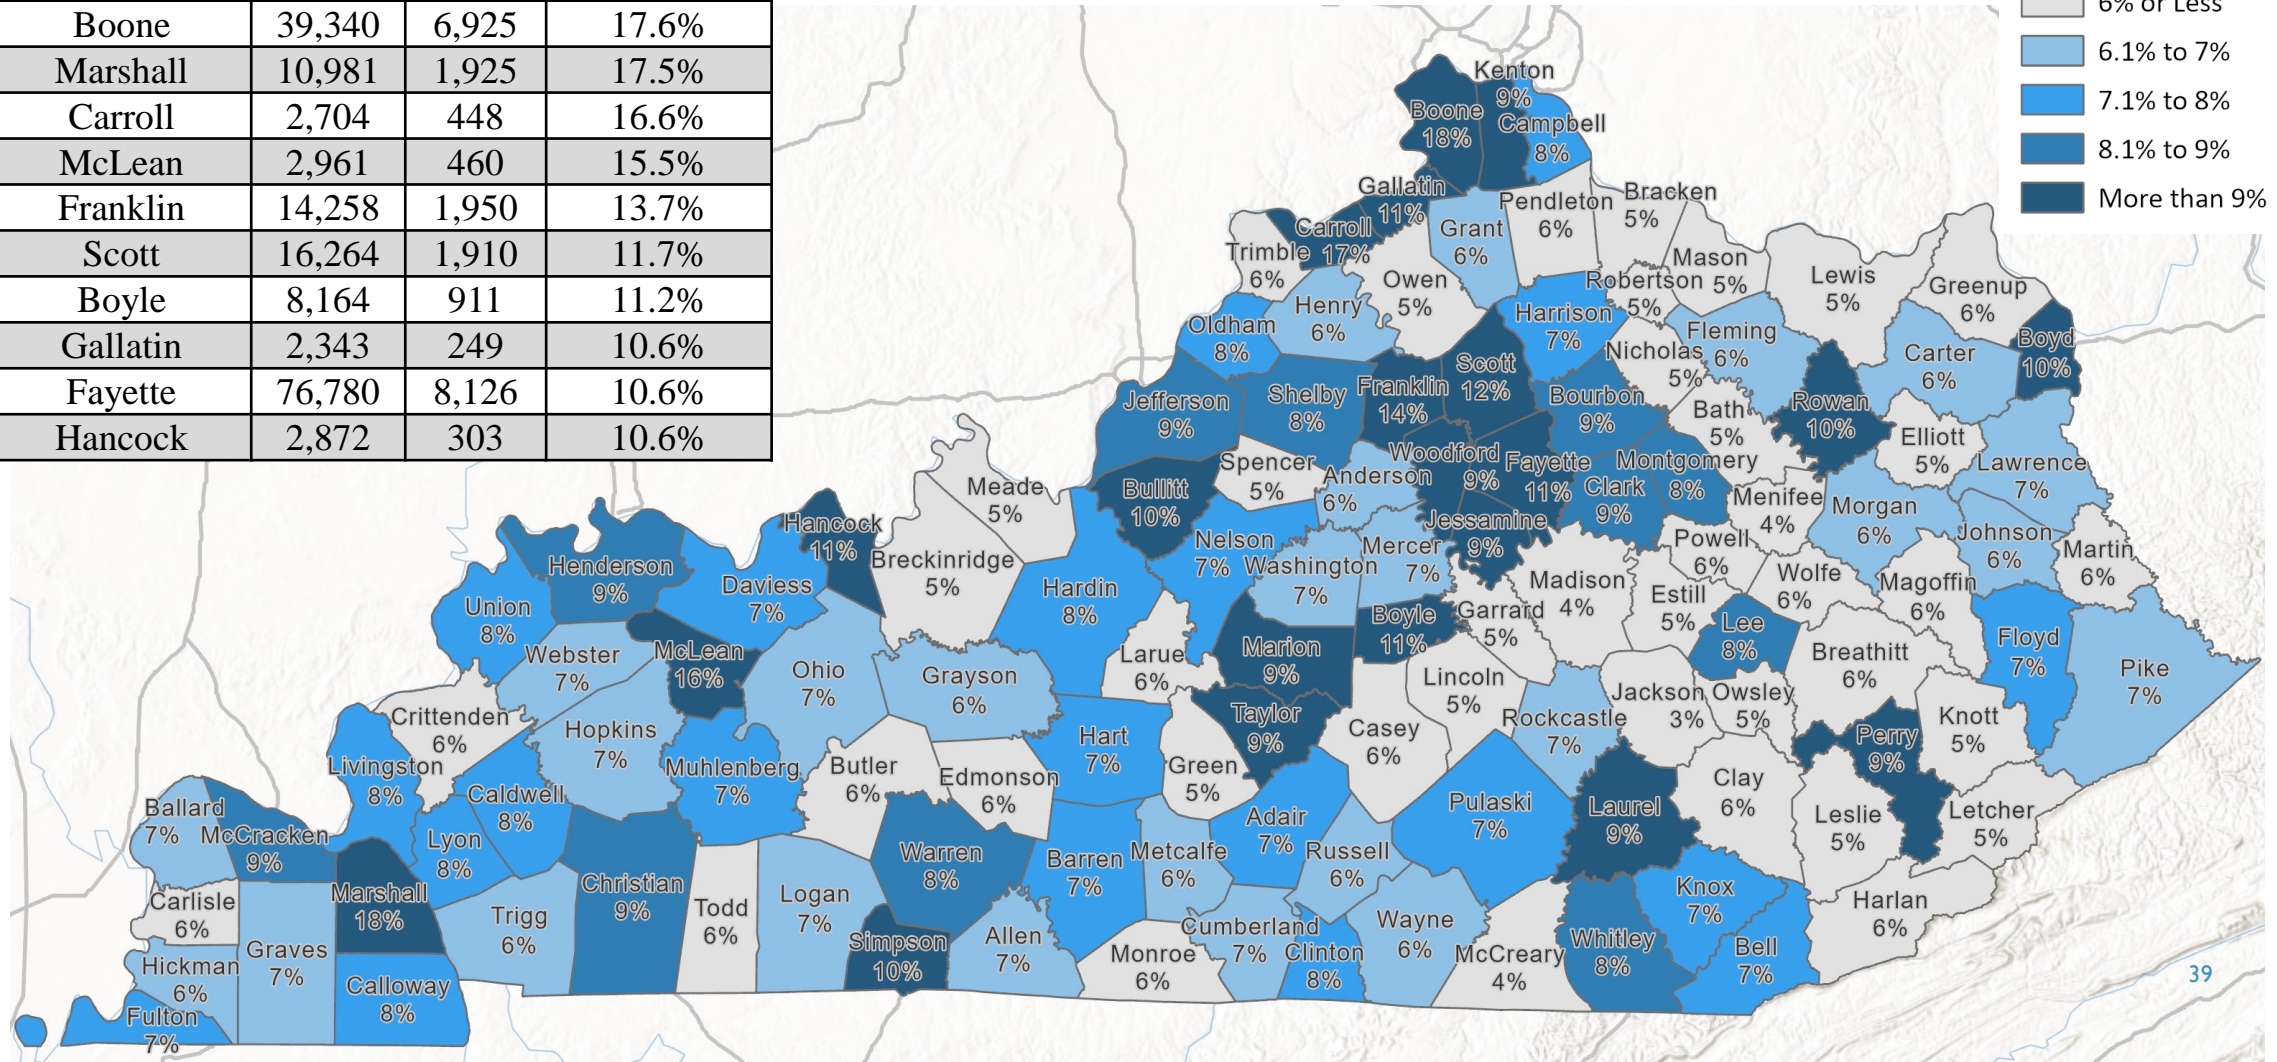 Boone 39,340 6,925 17.6%
Marshall 10,981 1,925 17.5%
Carroll 2,704 448 16.6%
McLean 2,961 460 15.5%
Franklin 14,258 1,950 13.7%
Scott 16,264 1,910 11.7%
Boyle 8,164 911 11.2%
Gallatin 2,343 249 10.6%
Fayette 76,780 8,126 10.6%
Hancock 2,872 303 10.6%
6% or Less
6.1% to 7%
7.1% to 8%
8.1% to 9%
More than 9%
Kenton
9%
Boone
18%
Campbell
8%
Gallatin
11%
Carroll
17%
Trimble
6%
Grant
6%
Pendleton
6%
Bracken
5%
Owen
5%
Henry
6%
Oldham
8%
Harrison
7%
Robertson
5%
Mason
5%
Lewis
5%
Greenup
6%
Boyd
10%
Carter
6%
Fleming
6%
Nicholas
5%
Rowan
10%
Elliott
5%
Lawrence
7%
Bath
5%
Bourbon
9%
Scott
12%
Franklin
14%
Shelby
8%
Jefferson
9%
Spencer
5%
Anderson
6%
Woodford
9%
Fayette
11%
Clark
9%
Montgomery
8%
Menifee
4%
Morgan
6%
Johnson
6%
Martin
6%
Bullitt
10%
Meade
5%
Breckinridge
5%
Hancock
11%
Daviess
7%
Henderson
9%
Union
8%
Webster
7%
McLean
16%
Ohio
7%
Grayson
6%
Hardin
8%
Nelson
7%
Washington
7%
Mercer
7%
Jessamine
9%
Boyle
11%
Garrard
5%
Madison
4%
Estill
5%
Powell
6%
Wolfe
6%
Magoffin
6%
Lee
8%
Breathitt
6%
Floyd
7%
Pike
7%
Knott
5%
Perry
9%
Owsley
5%
Jackson
3%
Rockcastle
7%
Lincoln
5%
Casey
6%
Marion
9%
Taylor
9%
Larue
6%
Green
5%
Hart
7%
Edmonson
6%
Butler
6%
Muhlenberg
7%
Hopkins
7%
Crittenden
6%
Livingston
8%
Caldwell
8%
Lyon
8%
Ballard
7%
McCracken
9%
Carlisle
6%
Hickman
6%
Fulton
7%
Graves
7%
Marshall
18%
Calloway
8%
Trigg
6%
Christian
9%
Todd
6%
Logan
7%
Simpson
10%
Warren
8%
Allen
7%
Barren
7%
Metcalfe
6%
Monroe
6%
Cumberland
7%
Adair
7%
Russell
6%
Clinton
8%
Wayne
6%
Pulaski
7%
McCreary
4%
Laurel
9%
Whitley
8%
Knox
7%
Bell
7%
Clay
6%
Leslie
5%
Letcher
5%
Harlan
6%
39